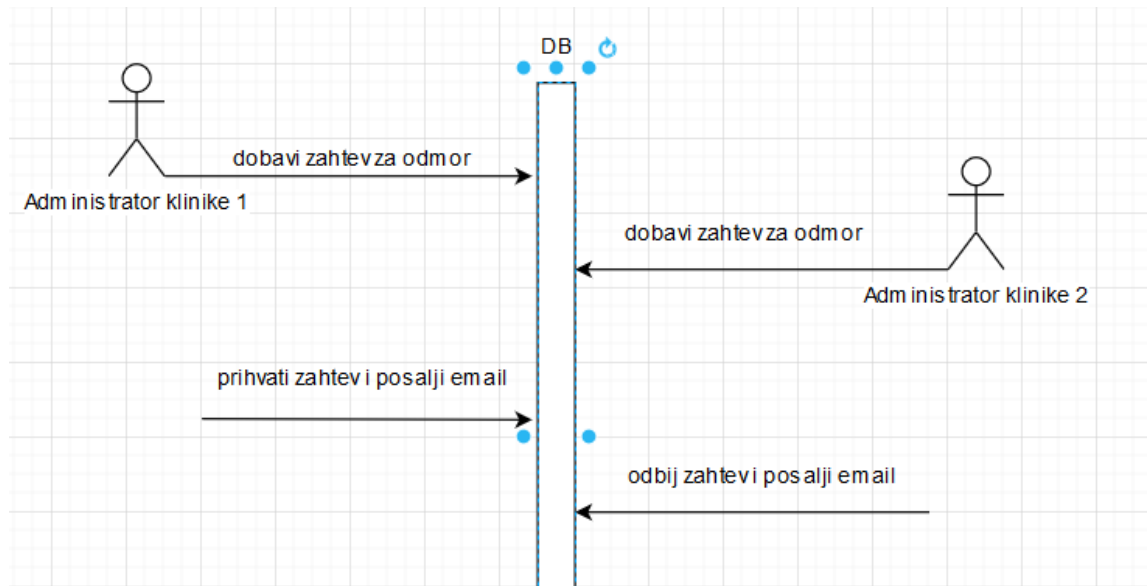 DB
dobavi zahtev za odmor
Administrator klinike 1
dobavi zahtev za odmor
Administrator klinike 2
prihvati zahtev i posalji email
odbij zahtev i posalji email